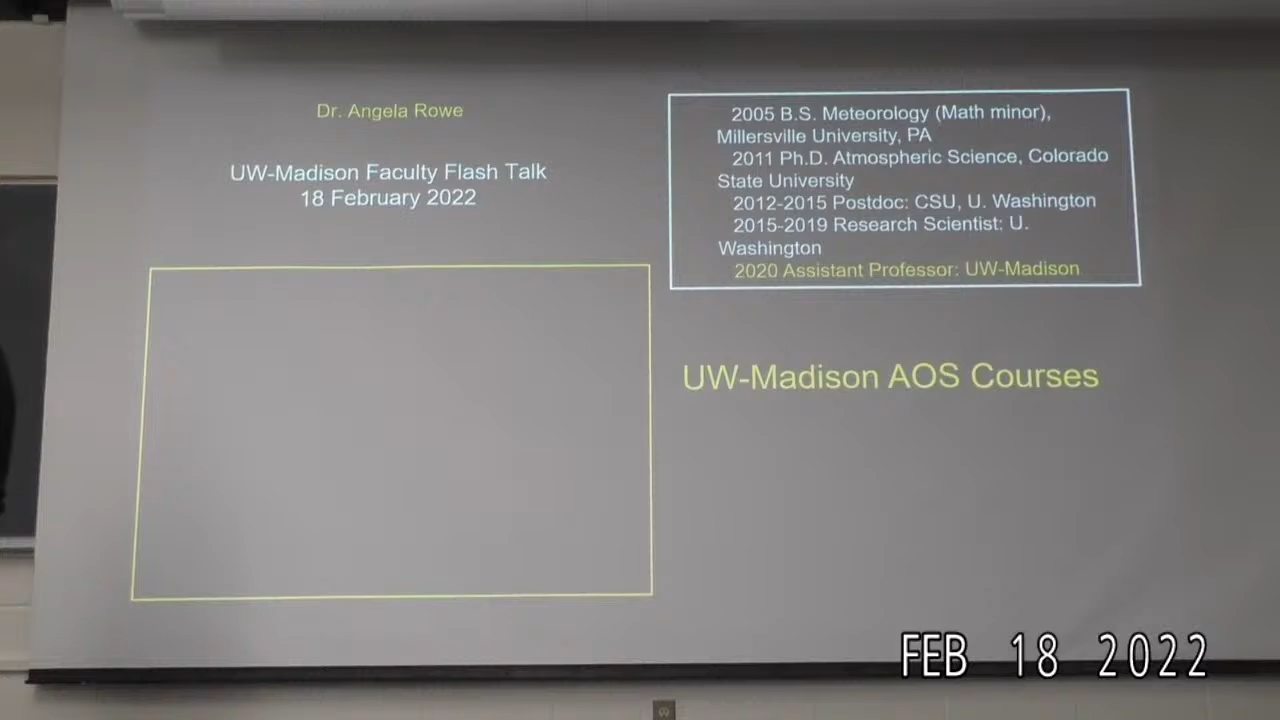 Dr. Angela Rowe
UW-Madison Faculty Flash Talk
18 February 2022
2005 B.S. Meteorology (Math minor),
Millersville University, PA
2011 Ph.D. Atmospheric Science, Colorado
State University
2012-2015 Postdoc: CSU, U. Washington
2015-2019 Research Scientist: U.
Washington
2020 Assistant Professor: UW-Madison
UW-Madison AOS Courses
FEB 18 2022